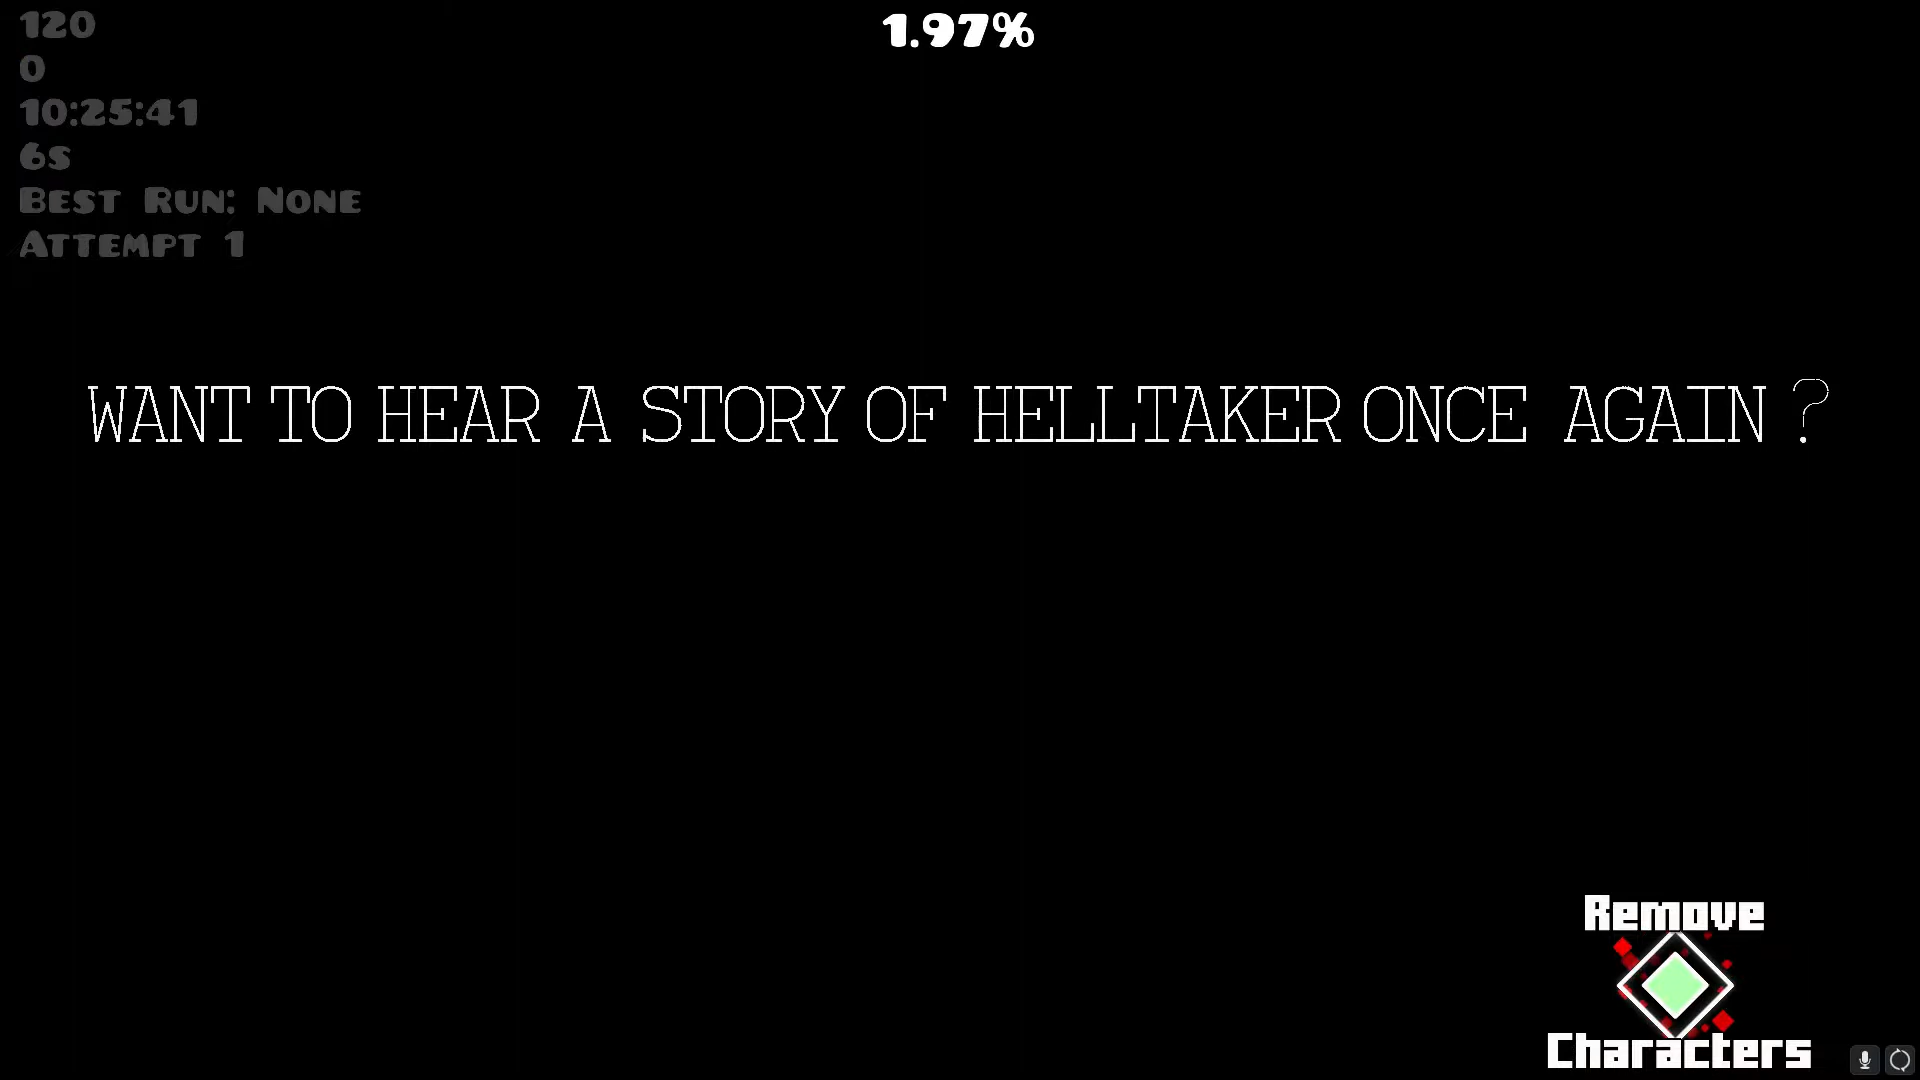 120
1.97%
0
10:25:41
6s
Best Run: None
Attempt 1
WANT TO HEAR A STORY OF HELLTAKER ONCE AGAIN ?
Remove
Characters